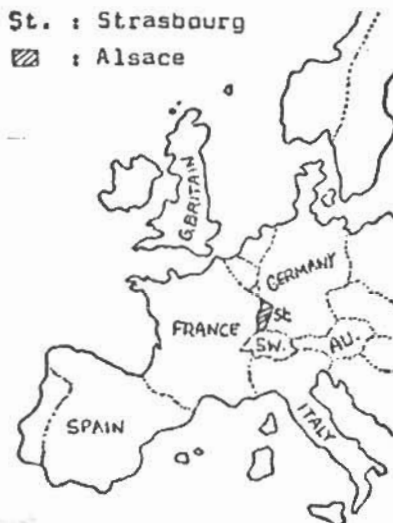 St. : Strasbourg
: Alsace
G.BRITAIN
GERMANY
St
FRANCE
SW.
AU.
SPAIN
ITALY